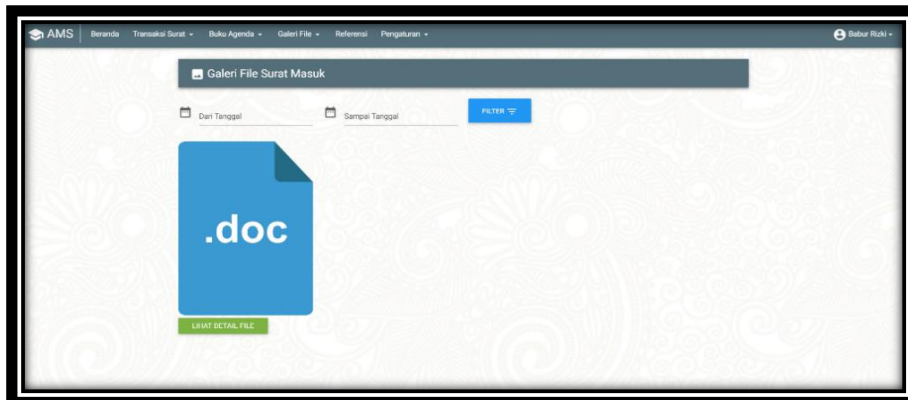 AMS Beranda Transaksi Surat Buku Agenda Galeri File Referensi Pengaturan Babur Rizki
Galeri File Surat Masuk
Dari Tanggal Sampai Tanggal FILTER
.doc
LIHAT DETAIL FILE